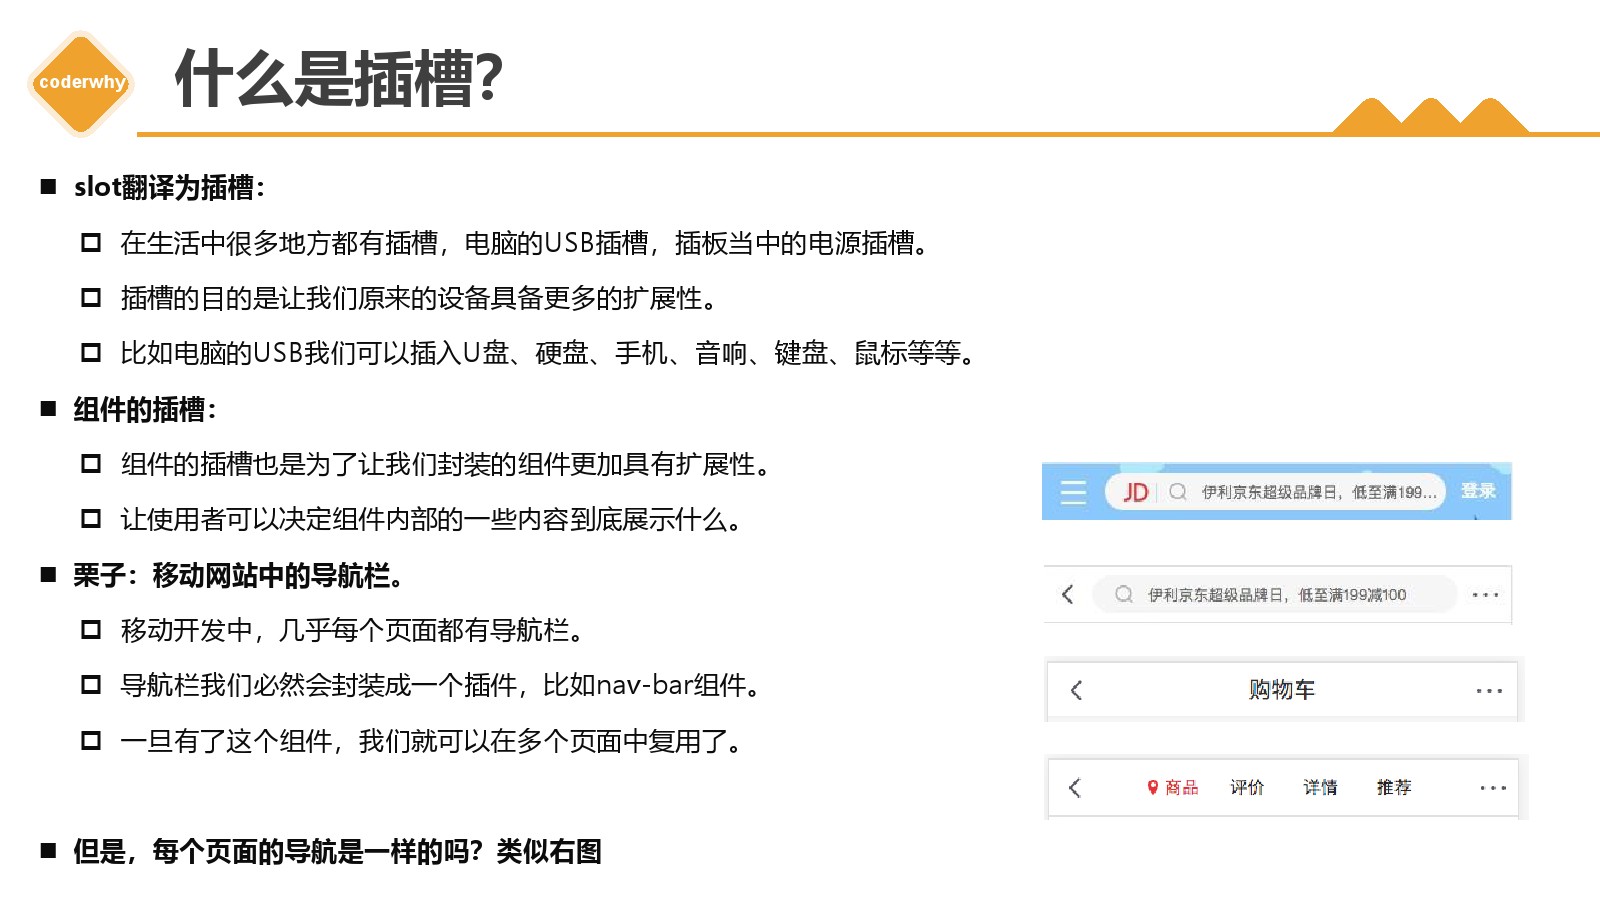 coderwhy
什么是插槽?
slot翻译为插槽：
在生活中很多地方都有插槽，电脑的USB插槽，插板当中的电源插槽。
插槽的目的是让我们原来的设备具备更多的扩展性。
比如电脑的USB我们可以插入U盘、硬盘、手机、音响、键盘、鼠标等等。
组件的插槽：
组件的插槽也是为了让我们封装的组件更加具有扩展性。
让使用者可以决定组件内部的一些内容到底展示什么。
栗子：移动网站中的导航栏。
移动开发中，几乎每个页面都有导航栏。
导航栏我们必然会封装成一个插件，比如nav-bar组件。
一旦有了这个组件，我们就可以在多个页面中复用了。
但是，每个页面的导航是一样的吗？类似右图
JD 伊利京东超级品牌日，低至满199... 登录
伊利京东超级品牌日，低至满199减100 ...
购物车 ...
商品 评价 详情 推荐 ...